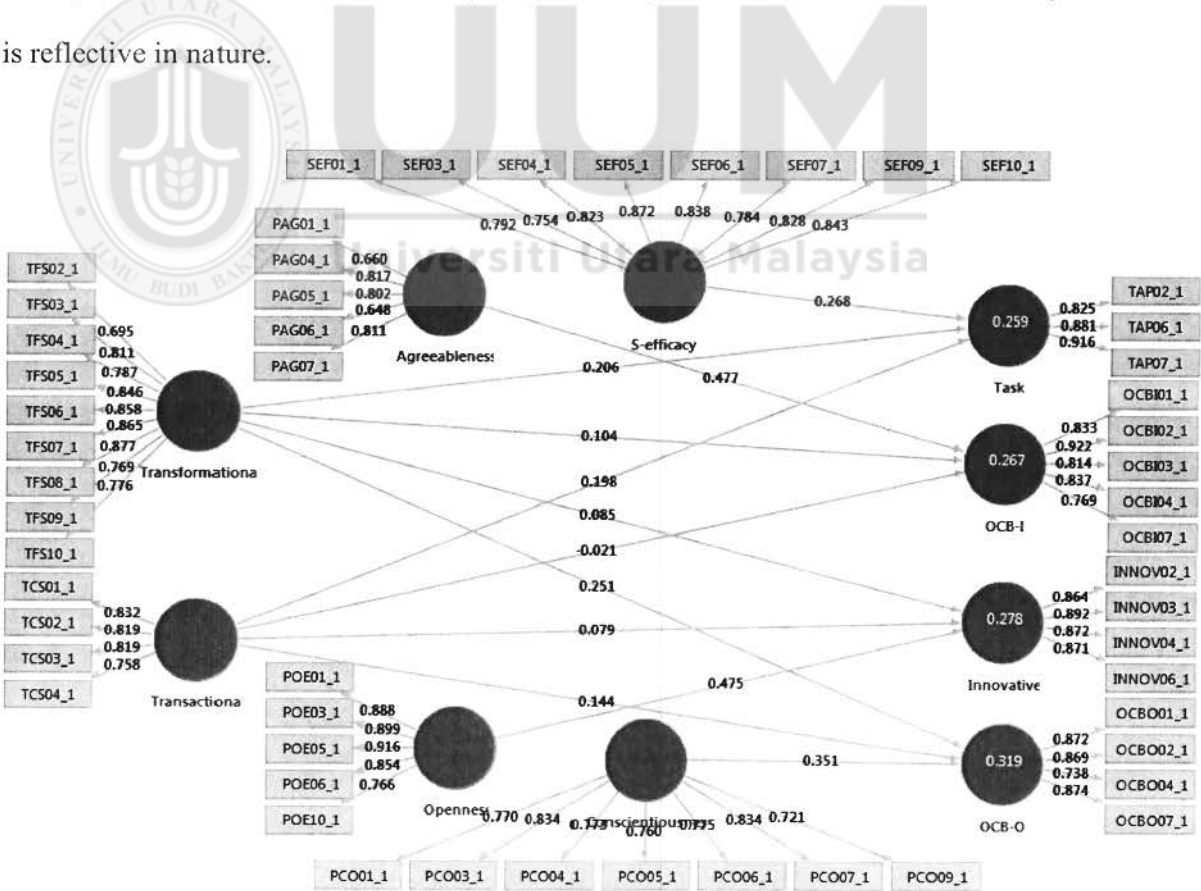 is reflective in nature.
UUM
Universiti Utara Malaysia
SEF01_1 SEF03_1 SEF04_1 SEF05_1 SEF06_1 SEF07_1 SEF09_1 SEF10_1
0.792 0.754 0.823 0.872 0.838 0.784 0.828 0.843
S-efficacy
PAG01_1
PAG04_1
PAG05_1
PAG06_1
PAG07_1
0.660
0.817
0.802
0.648
0.811
Agreeableness
TFS02_1
TFS03_1
TFS04_1
TFS05_1
TFS06_1
TFS07_1
TFS08_1
TFS09_1
TFS10_1
0.695
0.811
0.787
0.846
0.858
0.865
0.877
0.769
0.776
Transformationa
TCS01_1
TCS02_1
TCS03_1
TCS04_1
0.832
0.819
0.819
0.758
Transactiona
POE01_1
POE03_1
POE05_1
POE06_1
POE10_1
0.888
0.899
0.916
0.854
0.766
Openness
0.268
0.206
0.477
0.104
0.198
0.085
-0.021
0.251
0.079
0.475
0.144
0.351
0.259
Task
TAP02_1
TAP06_1
TAP07_1
0.825
0.881
0.916
0.267
OCB-I
OCBI01_1
OCBI02_1
OCBI03_1
OCBI04_1
OCBI07_1
0.833
0.922
0.814
0.837
0.769
0.278
Innovative
INNOV02_1
INNOV03_1
INNOV04_1
INNOV06_1
0.864
0.892
0.872
0.871
0.319
OCB-O
OCBO01_1
OCBO02_1
OCBO04_1
OCBO07_1
0.872
0.869
0.738
0.874
Conscientiousness
0.770 0.834 0.773 0.760 0.775 0.834 0.721
PCO01_1 PCO03_1 PCO04_1 PCO05_1 PCO06_1 PCO07_1 PCO09_1